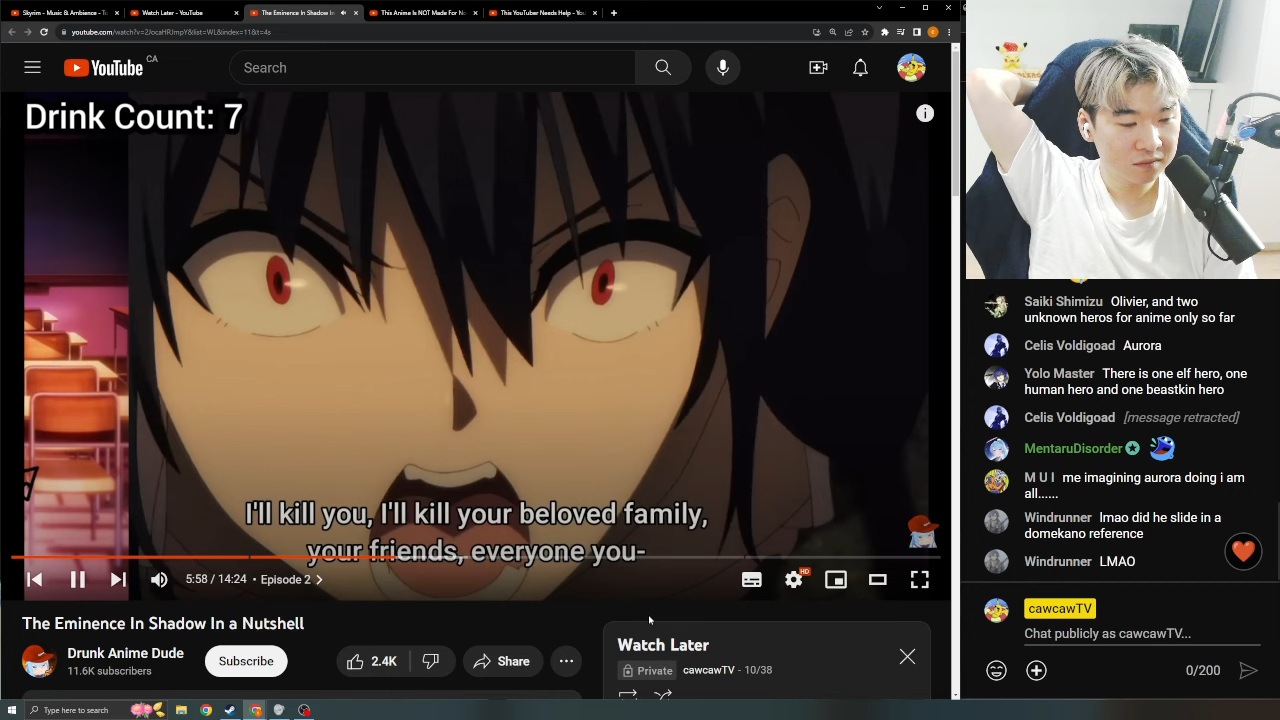 Skyrim - Music & Ambience - Tu
Watch Later - YouTube
The Eminence In Shadow In
This Anime Is NOT Made For No
This YouTuber Needs Help - You
youtube.com/watch?v=2JocaHRJmpY&list=WL&index=11&t=4s
YouTube CA
Search
Drink Count: 7
I'll kill you, I'll kill your beloved family,
your friends, everyone you-
5:58 / 14:24 • Episode 2
HD
The Eminence In Shadow In a Nutshell
Drunk Anime Dude
11.6K subscribers
Subscribe
2.4K
Share
Watch Later
Private
cawcawTV - 10/38
Saiki Shimizu Olivier, and two
unknown heros for anime only so far
Celis Voldigoad Aurora
Yolo Master There is one elf hero, one
human hero and one beastkin hero
Celis Voldigoad [message retracted]
MentaruDisorder
M U I me imagining aurora doing i am
all......
Windrunner lmao did he slide in a
domekano reference
Windrunner LMAO
cawcawTV
Chat publicly as cawcawTV...
0/200
Type here to search